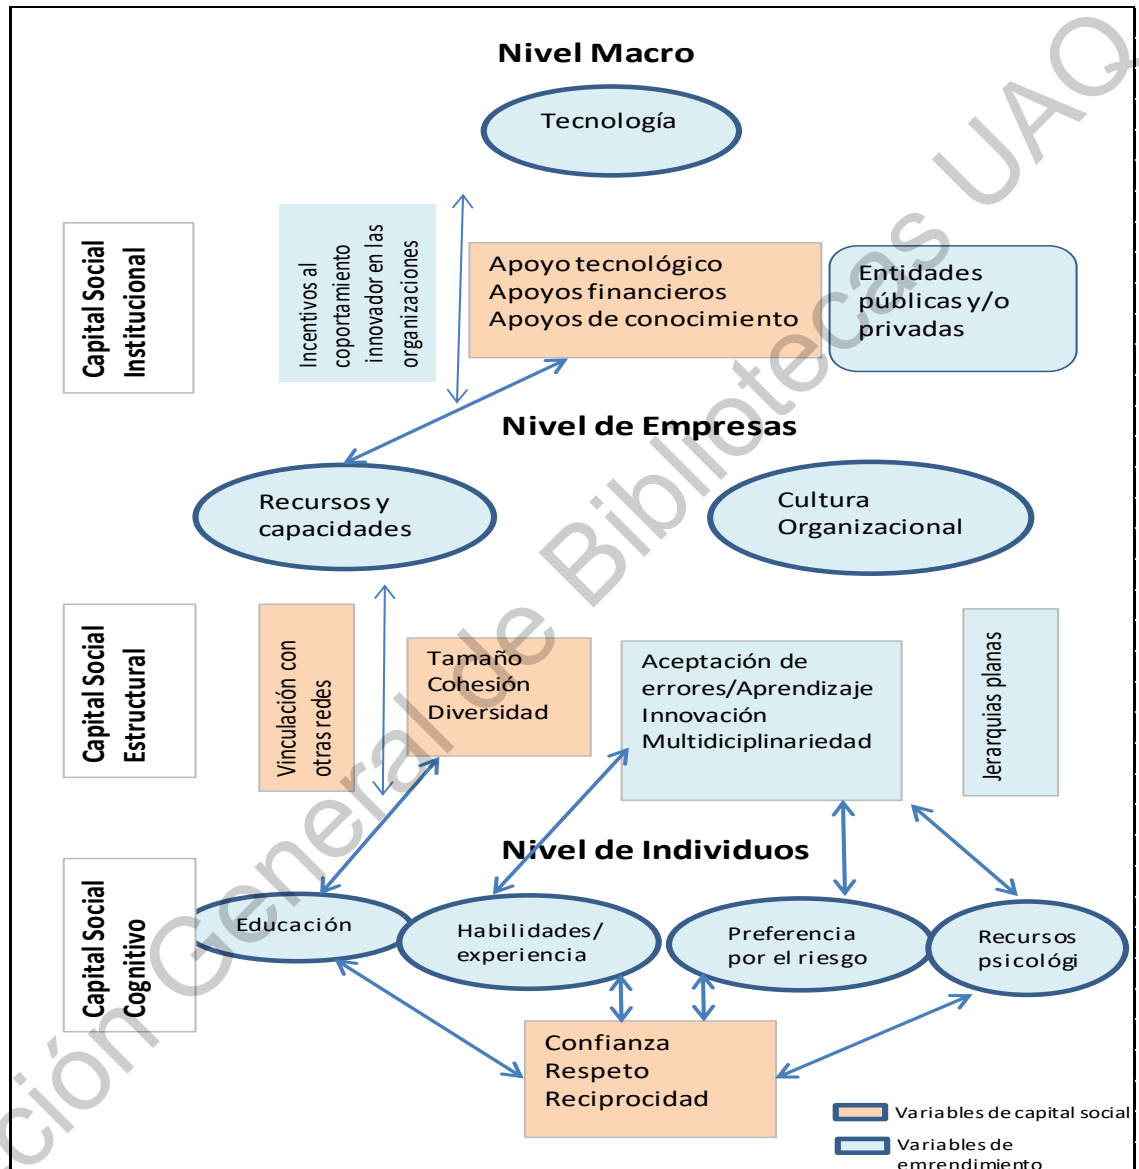 Nivel Macro
Tecnología
Capital Social
Institucional
Incentivos al
coportamiento
innovador en las
organizaciones
Apoyo tecnológico
Apoyos financieros
Apoyos de conocimiento
Entidades
públicas y/o
privadas
Nivel de Empresas
Recursos y
capacidades
Cultura
Organizacional
Capital Social
Estructural
Vinculación con
otras redes
Tamaño
Cohesión
Diversidad
Aceptación de
errores/Aprendizaje
Innovación
Multidiciplinariedad
Jerarquias planas
Nivel de Individuos
Capital Social
Cognitivo
Educación
Habilidades/
experiencia
Preferencia
por el riesgo
Recursos
psicológi
Confianza
Respeto
Reciprocidad
Variables de capital social
Variables de
emrendimiento
ción General de Bibliotecas UAQ